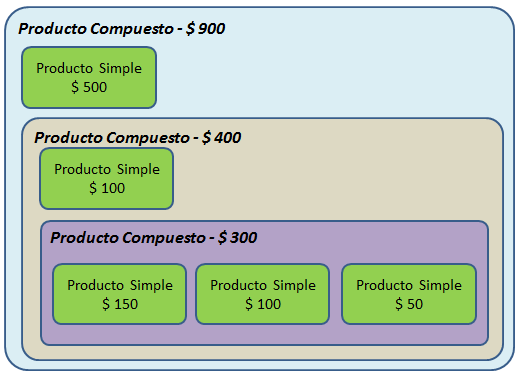 Producto Compuesto - $ 900
Producto Simple
$ 500
Producto Compuesto - $ 400
Producto Simple
$ 100
Producto Compuesto - $ 300
Producto Simple
$ 150
Producto Simple
$ 100
Producto Simple
$ 50